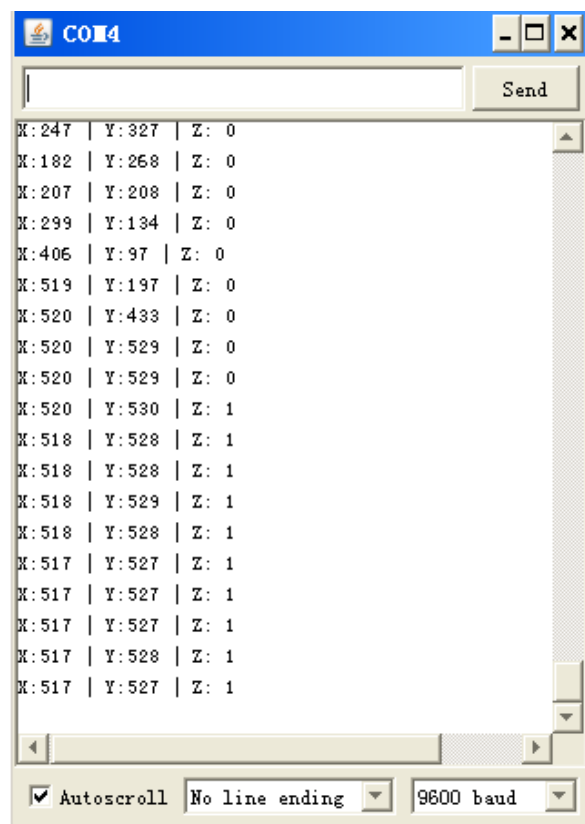 COM4
Send
X:247 | Y:327 | Z: 0
X:182 | Y:268 | Z: 0
X:207 | Y:208 | Z: 0
X:299 | Y:134 | Z: 0
X:406 | Y:97 | Z: 0
X:519 | Y:197 | Z: 0
X:520 | Y:433 | Z: 0
X:520 | Y:529 | Z: 0
X:520 | Y:529 | Z: 0
X:520 | Y:530 | Z: 1
X:518 | Y:528 | Z: 1
X:518 | Y:528 | Z: 1
X:518 | Y:529 | Z: 1
X:518 | Y:528 | Z: 1
X:517 | Y:527 | Z: 1
X:517 | Y:527 | Z: 1
X:517 | Y:527 | Z: 1
X:517 | Y:528 | Z: 1
X:517 | Y:527 | Z: 1
Autoscroll No line ending 9600 baud